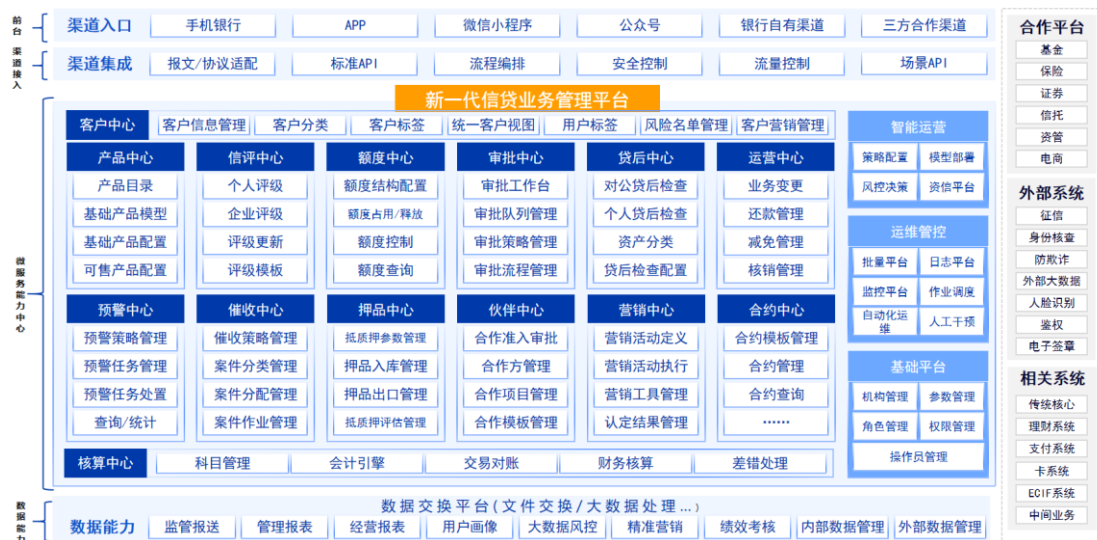 前台
渠道入口
手机银行
APP
微信小程序
公众号
银行自有渠道
三方合作渠道
渠道接入
渠道集成
报文/协议适配
标准API
流程编排
安全控制
流量控制
场景API
微服务能力中心
新一代信贷业务管理平台
客户中心
客户信息管理
客户分类
客户标签
统一客户视图
用户标签
风险名单管理
客户营销管理
产品中心
产品目录
基础产品模型
基础产品配置
可售产品配置
信评中心
个人评级
企业评级
评级更新
评级模板
额度中心
额度结构配置
额度占用/释放
额度控制
额度查询
审批中心
审批工作台
审批队列管理
审批策略管理
审批流程管理
贷后中心
对公贷后检查
个人贷后检查
资产分类
贷后检查配置
运营中心
业务变更
还款管理
减免管理
核销管理
预警中心
预警策略管理
预警任务管理
预警任务处置
查询/统计
催收中心
催收策略管理
案件分类管理
案件分配管理
案件作业管理
押品中心
抵质押参数管理
押品入库管理
押品出口管理
抵质押评估管理
伙伴中心
合作准入审批
合作方管理
合作项目管理
合作模板管理
营销中心
营销活动定义
营销活动执行
营销工具管理
认定结果管理
合约中心
合约模板管理
合约管理
合约查询
……
核算中心
科目管理
会计引擎
交易对账
财务核算
差错处理
智能运营
策略配置
模型部署
风控决策
资信平台
运维管控
批量平台
日志平台
监控平台
作业调度
自动化运
维
人工干预
基础平台
机构管理
参数管理
角色管理
权限管理
操作员管理
数据能力
数据交换平台(文件交换/大数据处理…)
数据能力
监管报送
管理报表
经营报表
用户画像
大数据风控
精准营销
绩效考核
内部数据管理
外部数据管理
合作平台
基金
保险
证券
信托
资管
电商
外部系统
征信
身份核查
防欺诈
外部大数据
人脸识别
鉴权
电子签章
相关系统
传统核心
理财系统
支付系统
卡系统
ECIF系统
中间业务